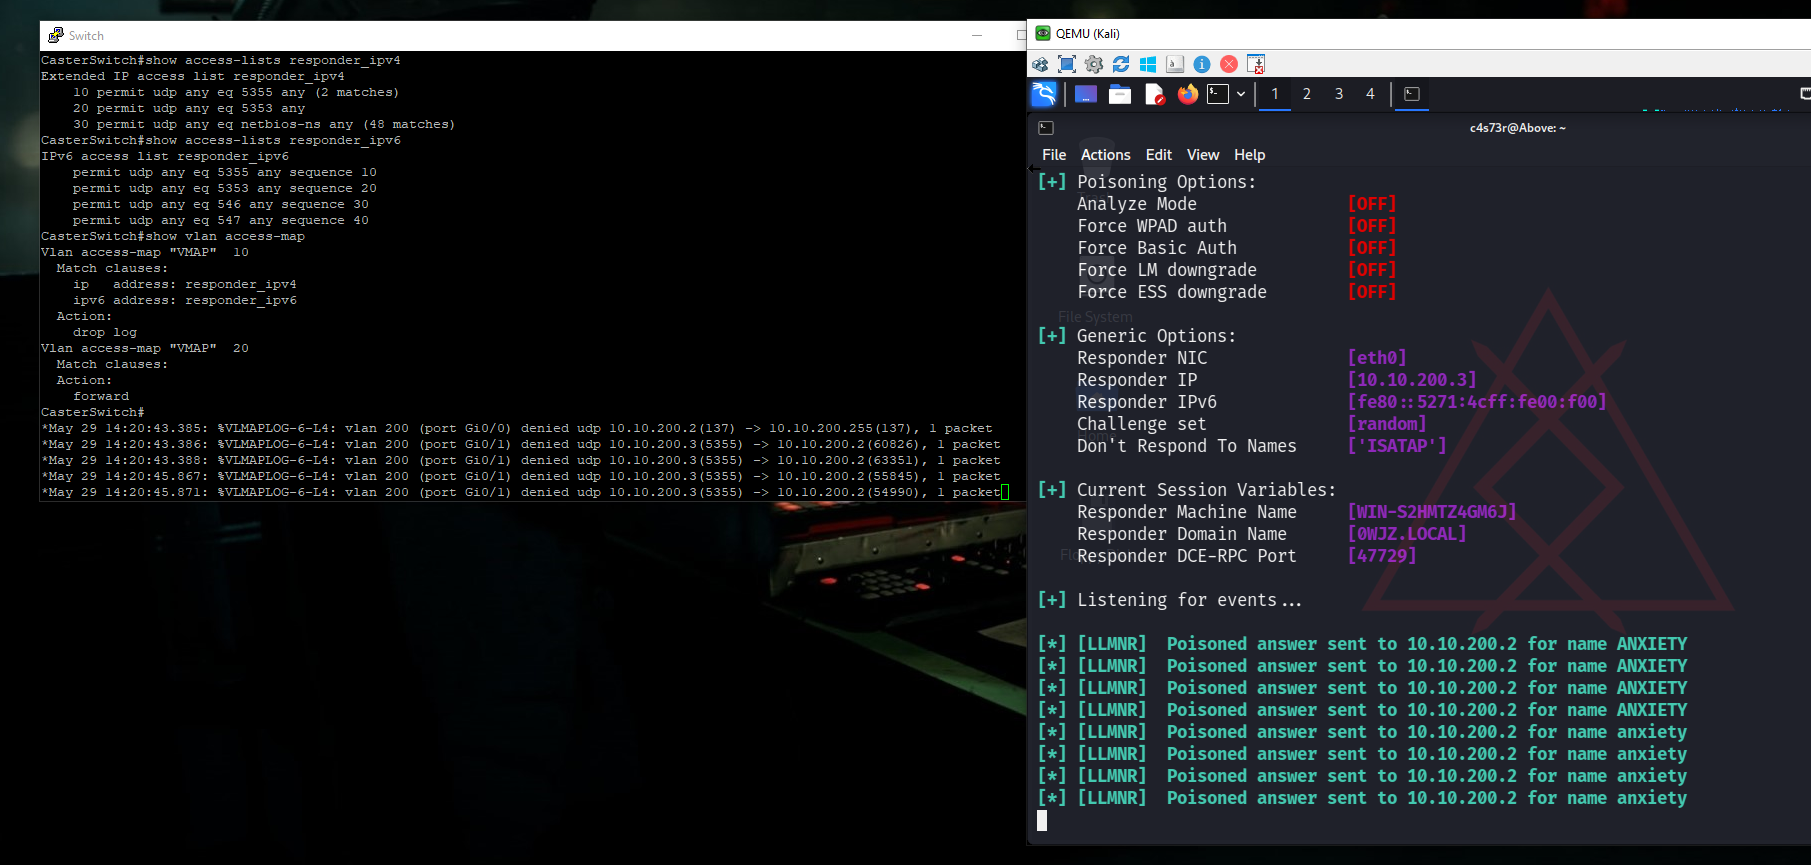 Switch
CasterSwitch#show access-lists responder_ipv4
Extended IP access list responder_ipv4
    10 permit udp any eq 5355 any (2 matches)
    20 permit udp any eq 5353 any
    30 permit udp any eq netbios-ns any (48 matches)
CasterSwitch#show access-lists responder_ipv6
IPv6 access list responder_ipv6
    permit udp any eq 5355 any sequence 10
    permit udp any eq 5353 any sequence 20
    permit udp any eq 546 any sequence 30
    permit udp any eq 547 any sequence 40
CasterSwitch#show vlan access-map
Vlan access-map "VMAP"  10
  Match clauses:
    ip   address: responder_ipv4
    ipv6 address: responder_ipv6
  Action:
    drop log
Vlan access-map "VMAP"  20
  Match clauses:
  Action:
    forward
CasterSwitch#
*May 29 14:20:43.385: %VLMAPLOG-6-L4: vlan 200 (port Gi0/0) denied udp 10.10.200.2(137) -> 10.10.200.255(137), 1 packet
*May 29 14:20:43.386: %VLMAPLOG-6-L4: vlan 200 (port Gi0/1) denied udp 10.10.200.3(5355) -> 10.10.200.2(60826), 1 packet
*May 29 14:20:43.388: %VLMAPLOG-6-L4: vlan 200 (port Gi0/1) denied udp 10.10.200.3(5355) -> 10.10.200.2(63351), 1 packet
*May 29 14:20:45.867: %VLMAPLOG-6-L4: vlan 200 (port Gi0/1) denied udp 10.10.200.3(5355) -> 10.10.200.2(55845), 1 packet
*May 29 14:20:45.871: %VLMAPLOG-6-L4: vlan 200 (port Gi0/1) denied udp 10.10.200.3(5355) -> 10.10.200.2(54990), 1 packet
QEMU (Kali)
1 2 3 4
c4s73r@Above: ~
File Actions Edit View Help
[+] Poisoning Options:
    Analyze Mode               [OFF]
    Force WPAD auth            [OFF]
    Force Basic Auth           [OFF]
    Force LM downgrade         [OFF]
    Force ESS downgrade        [OFF]
File System
[+] Generic Options:
    Responder NIC              [eth0]
    Responder IP               [10.10.200.3]
    Responder IPv6             [fe80::5271:4cff:fe00:f00]
    Challenge set              [random]
    Don't Respond To Names     ['ISATAP']
[+] Current Session Variables:
    Responder Machine Name     [WIN-S2HMTZ4GM6J]
    Responder Domain Name      [0WJZ.LOCAL]
    Responder DCE-RPC Port     [47729]
[+] Listening for events...
[*] [LLMNR]  Poisoned answer sent to 10.10.200.2 for name ANXIETY
[*] [LLMNR]  Poisoned answer sent to 10.10.200.2 for name ANXIETY
[*] [LLMNR]  Poisoned answer sent to 10.10.200.2 for name ANXIETY
[*] [LLMNR]  Poisoned answer sent to 10.10.200.2 for name ANXIETY
[*] [LLMNR]  Poisoned answer sent to 10.10.200.2 for name anxiety
[*] [LLMNR]  Poisoned answer sent to 10.10.200.2 for name anxiety
[*] [LLMNR]  Poisoned answer sent to 10.10.200.2 for name anxiety
[*] [LLMNR]  Poisoned answer sent to 10.10.200.2 for name anxiety